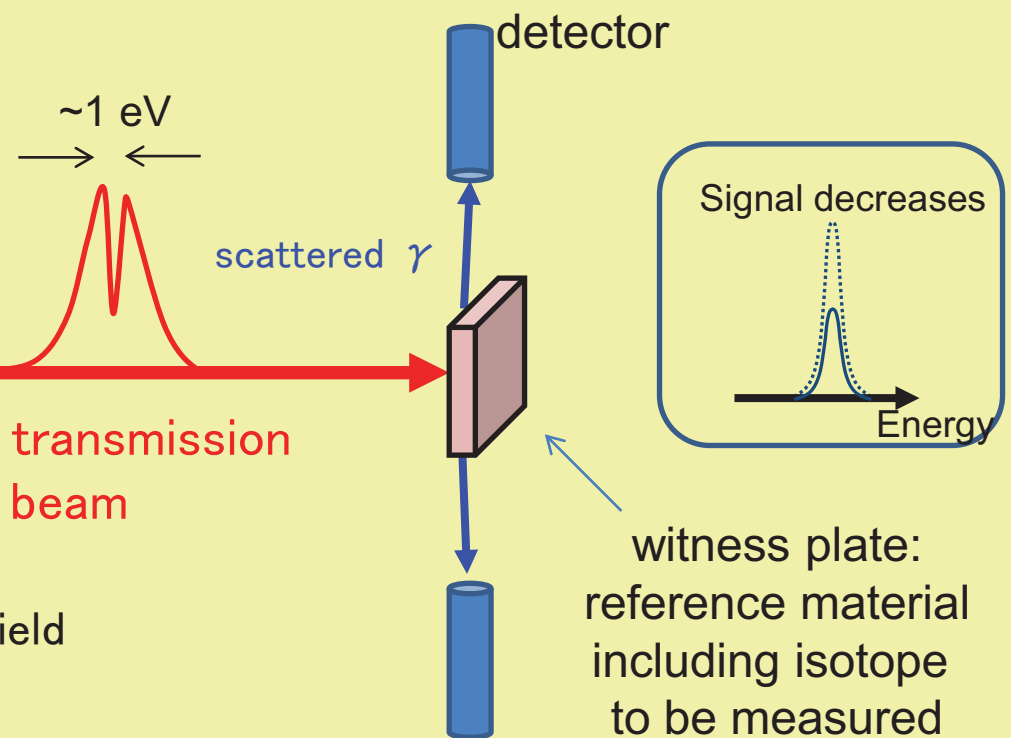 detector
~1 eV
Signal decreases
scattered γ
Energy
transmission
beam
witness plate:
reference material
including isotope
to be measured
ield